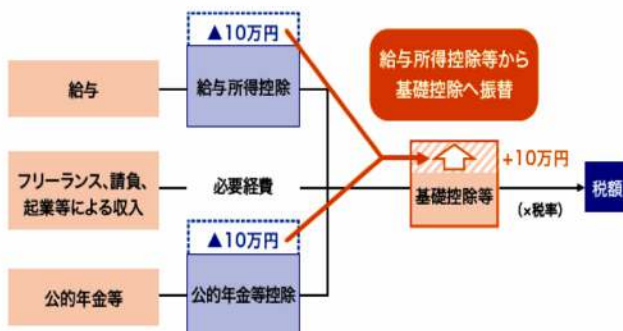 ▲10万円
給与所得控除等から
基礎控除へ振替
給与
給与所得控除
+10万円
フリーランス、請負、
起業等による収入
必要経費
基礎控除等
税額
(×税率)
▲10万円
公的年金等
公的年金等控除